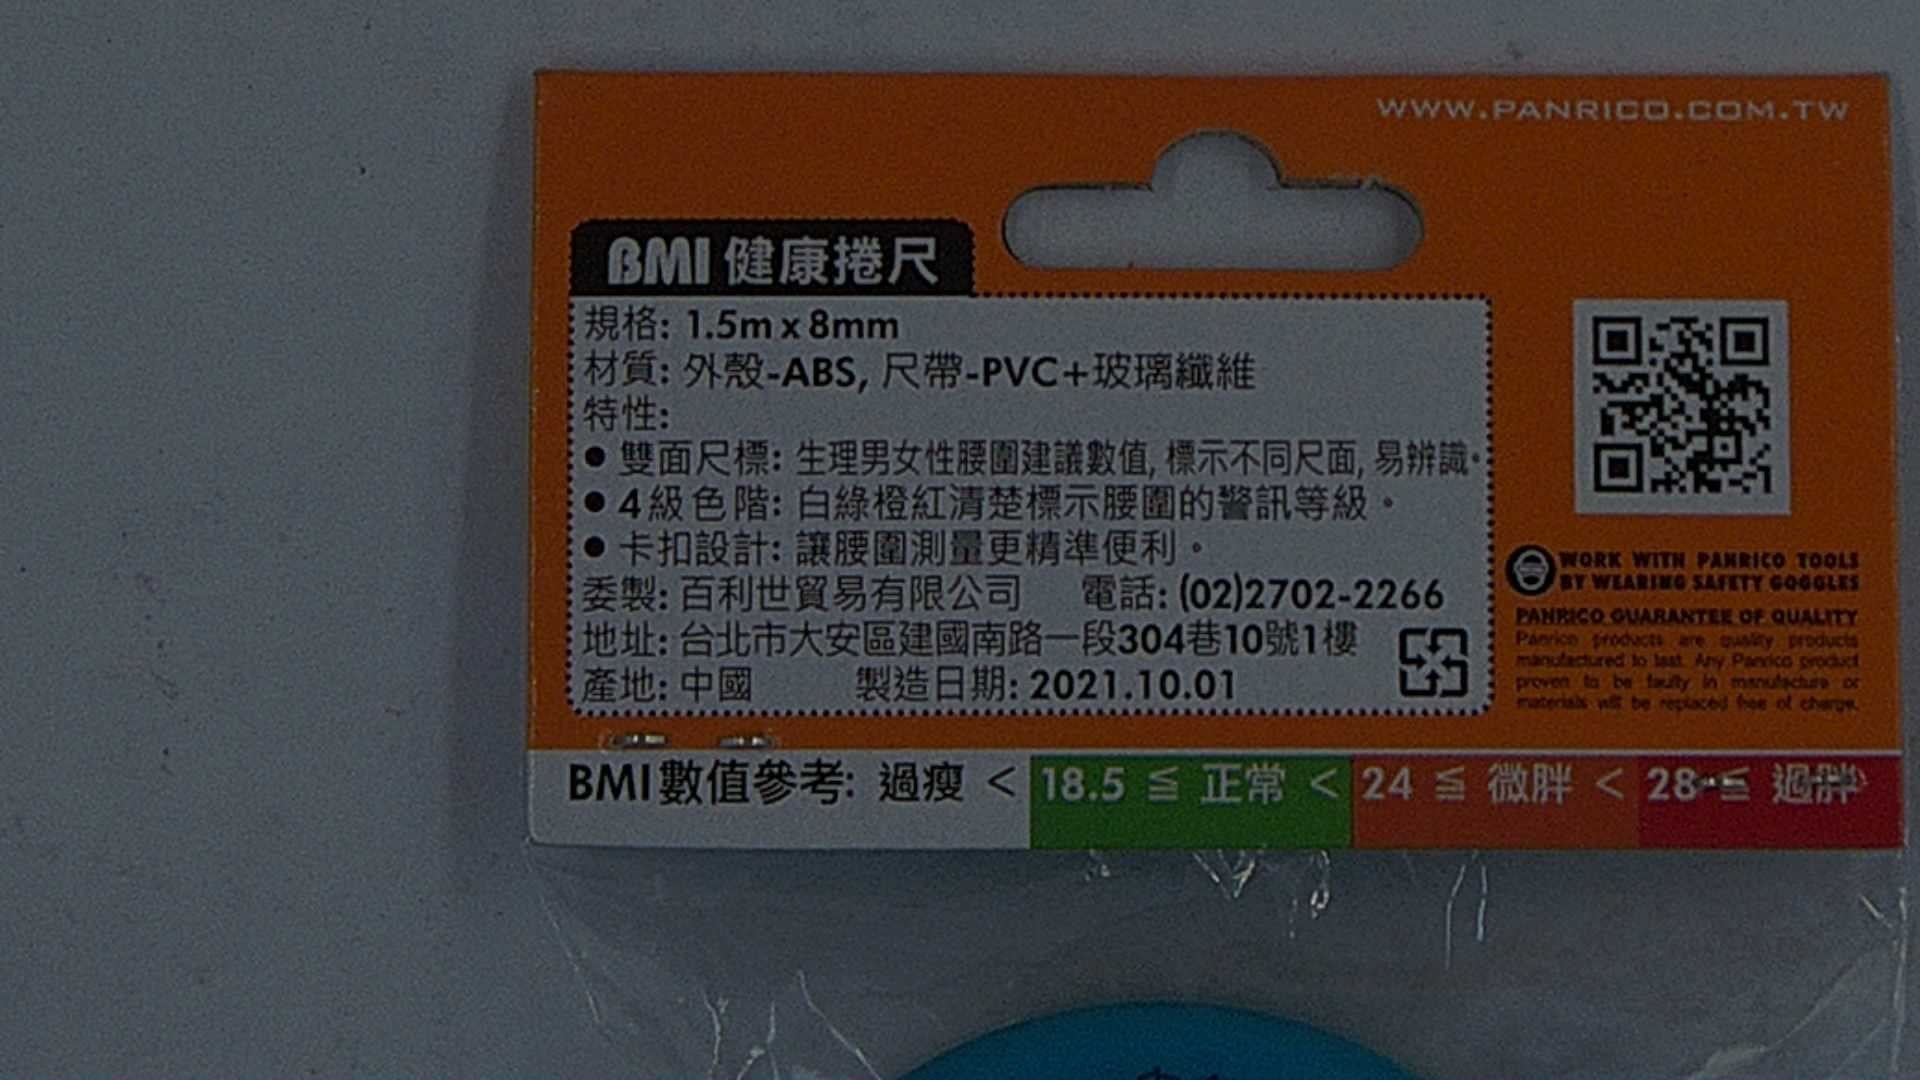 WWW.PANRICO.COM.TW
BMI 健康捲尺
規格: 1.5m x 8mm
材質: 外殼-ABS, 尺帶-PVC+玻璃纖維
特性:
● 雙面尺標: 生理男女性腰圍建議數值, 標示不同尺面, 易辨識。
● 4級色階: 白綠橙紅清楚標示腰圍的警訊等級。
● 卡扣設計: 讓腰圍測量更精準便利。
委製: 百利世貿易有限公司 電話: (02)2702-2266
地址: 台北市大安區建國南路一段304巷10號1樓
產地: 中國 製造日期: 2021.10.01
WORK WITH PANRICO TOOLS
BY WEARING SAFETY GOGGLES
PANRICO GUARANTEE OF QUALITY
Panrico products are quality products
manufactured to last. Any Panrico product
proven to be faulty in manufacture or
materials will be replaced free of charge.
BMI數值參考: 過瘦 < 18.5 ≦ 正常 < 24 ≦ 微胖 < 28 ≦ 過胖